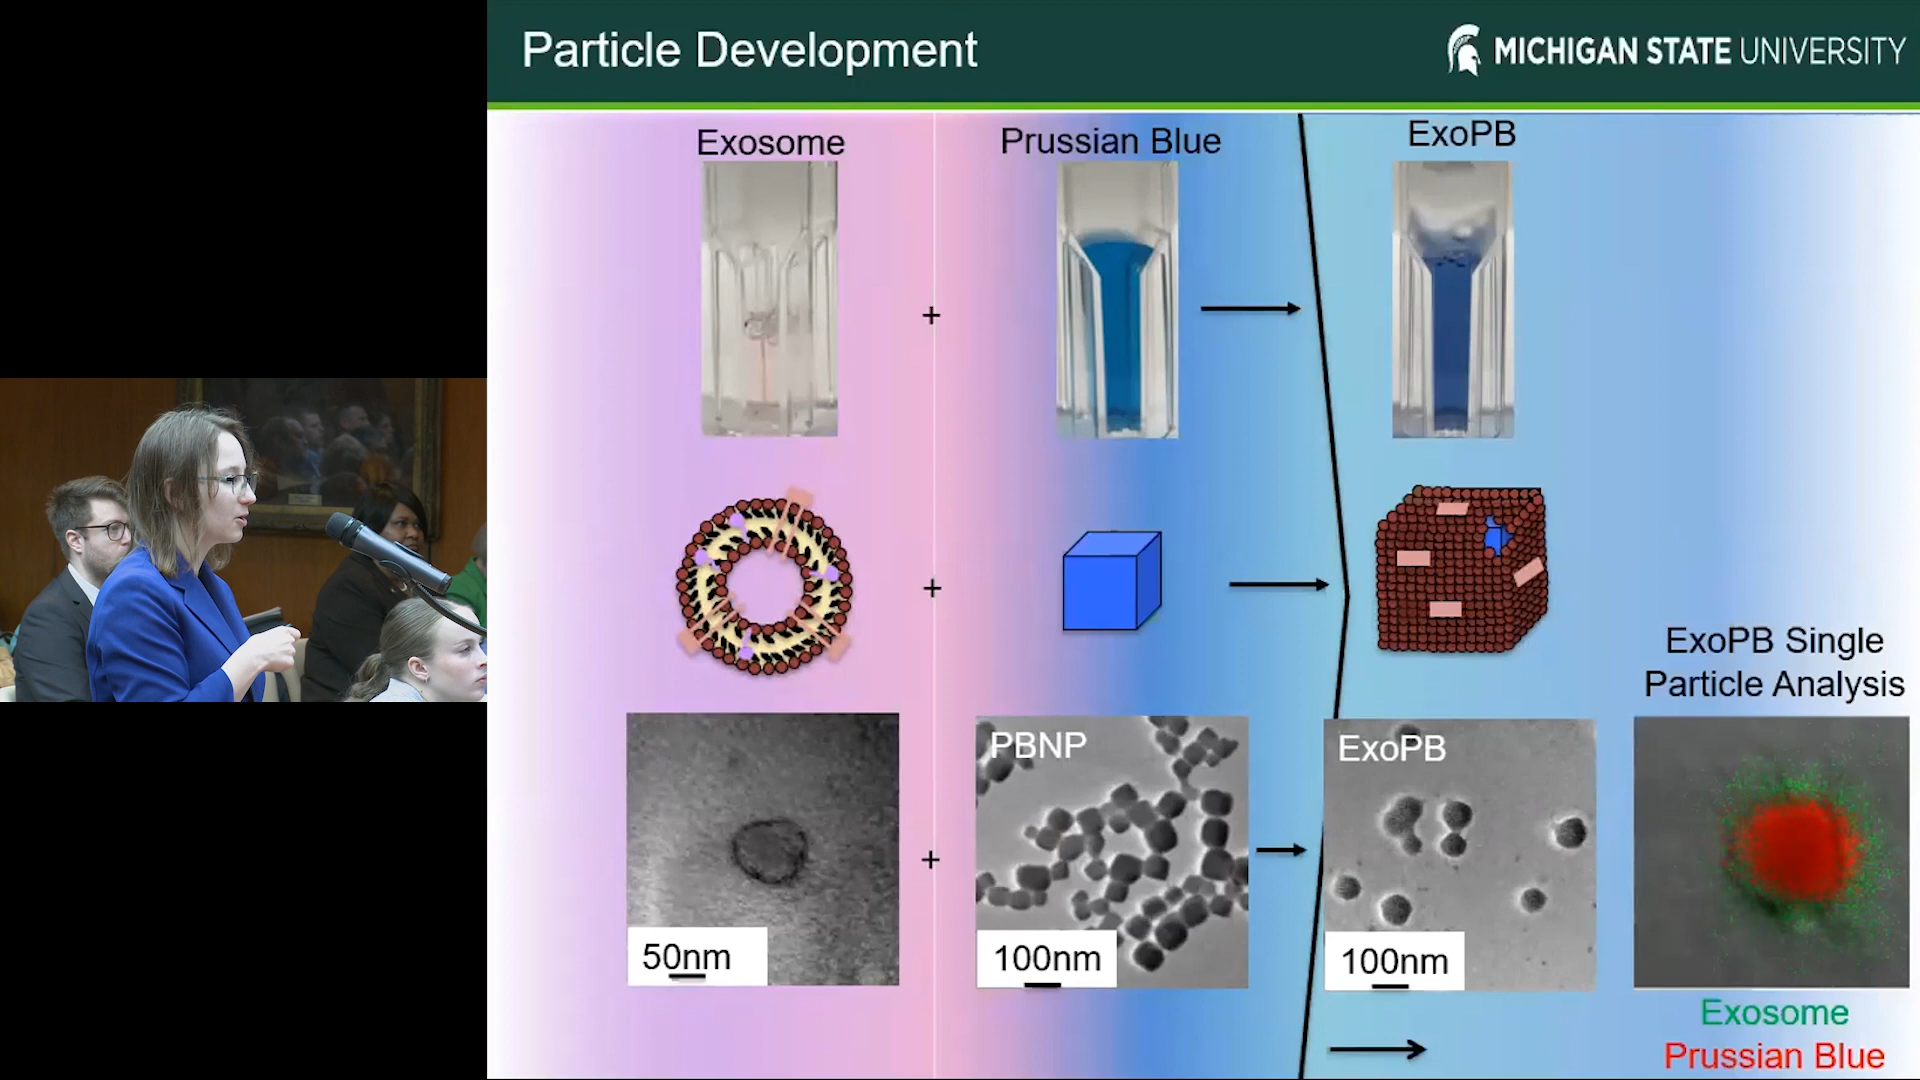 Particle Development
MICHIGAN STATE UNIVERSITY
Exosome
Prussian Blue
ExoPB
+
+
ExoPB Single
Particle Analysis
PBNP
ExoPB
+
50nm
100nm
100nm
Exosome
Prussian Blue